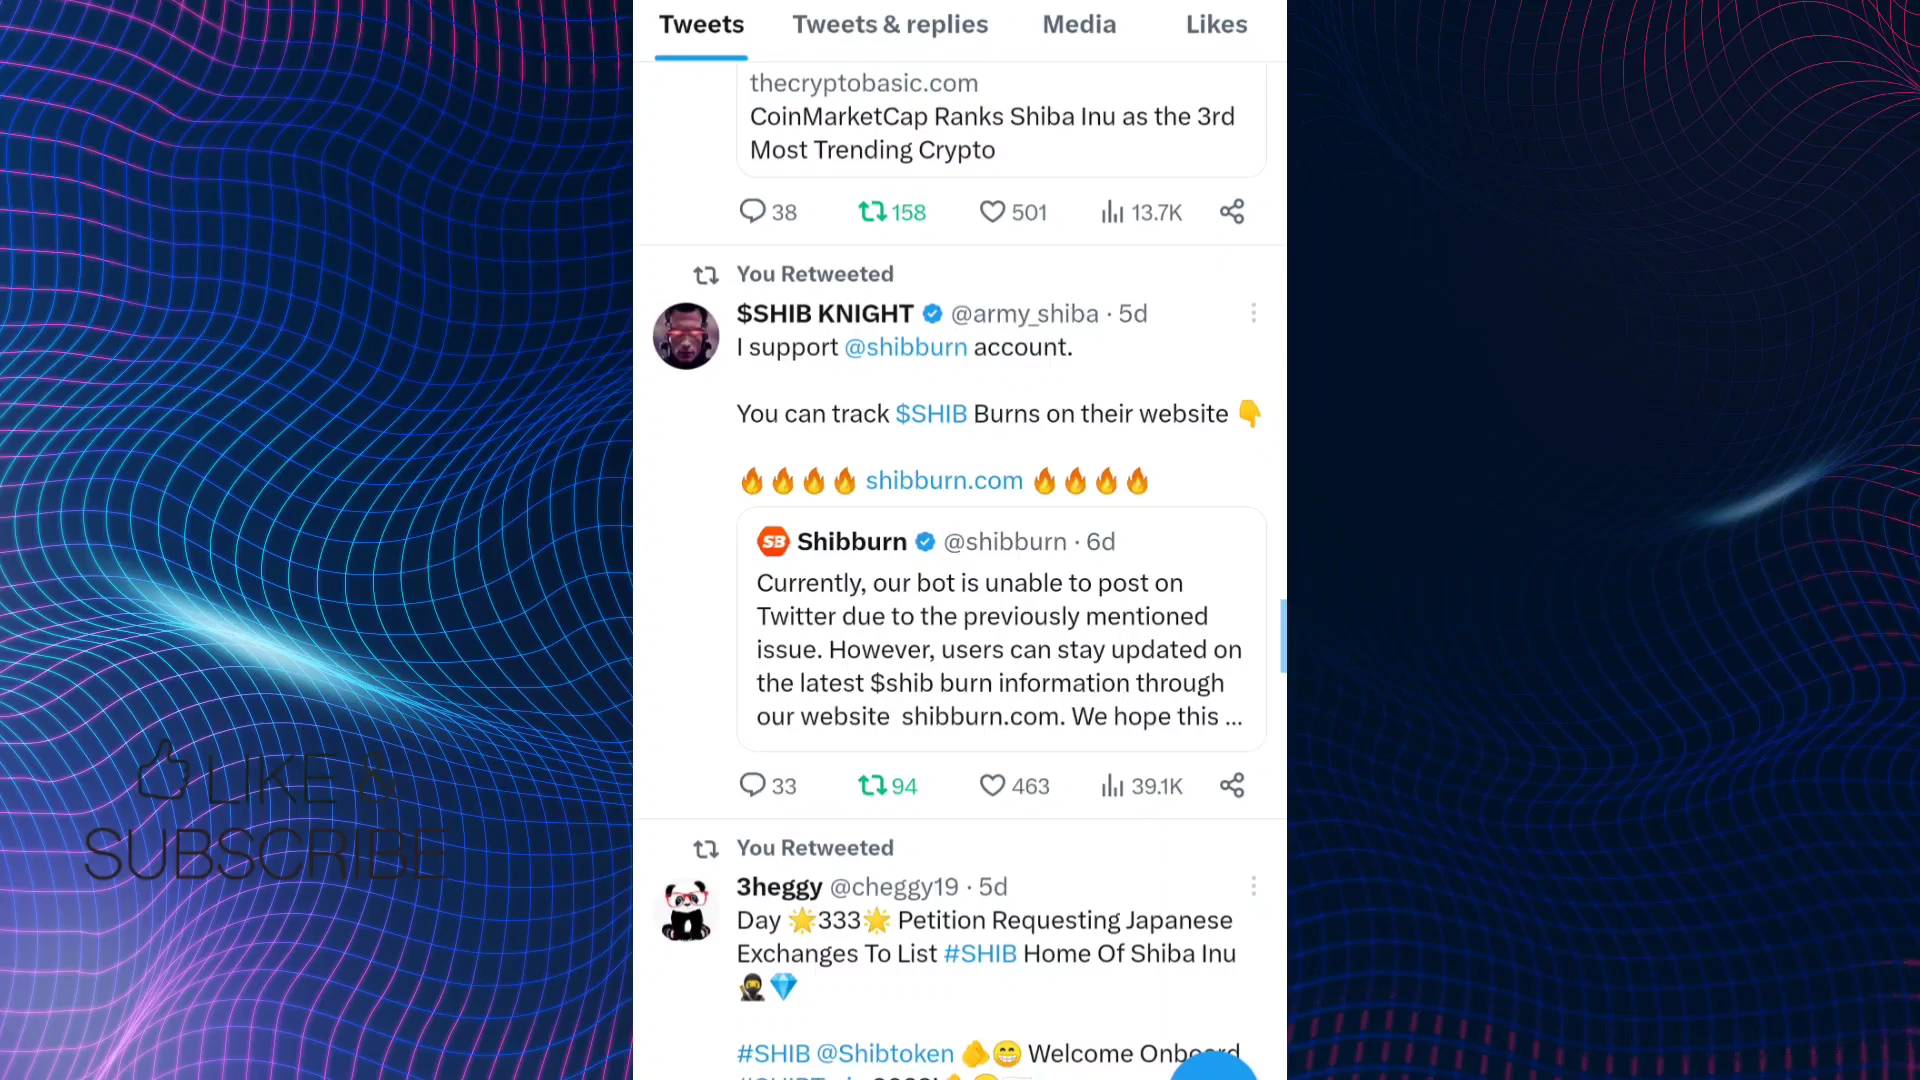 Tweets Tweets & replies Media Likes
thecryptobasic.com
CoinMarketCap Ranks Shiba Inu as the 3rd
Most Trending Crypto
38 158 501 13.7K
You Retweeted
$SHIB KNIGHT @army_shiba · 5d
I support @shibburn account.
You can track $SHIB Burns on their website 👇
🔥🔥🔥🔥 shibburn.com 🔥🔥🔥🔥
SB Shibburn @shibburn · 6d
Currently, our bot is unable to post on
Twitter due to the previously mentioned
issue. However, users can stay updated on
the latest $shib burn information through
our website shibburn.com. We hope this ...
33 94 463 39.1K
You Retweeted
3heggy @cheggy19 · 5d
Day 🌟333🌟 Petition Requesting Japanese
Exchanges To List #SHIB Home Of Shiba Inu
🥷💎
#SHIB @Shibtoken 🫵😁 Welcome Onboard
LIKE &
SUBSCRIBE